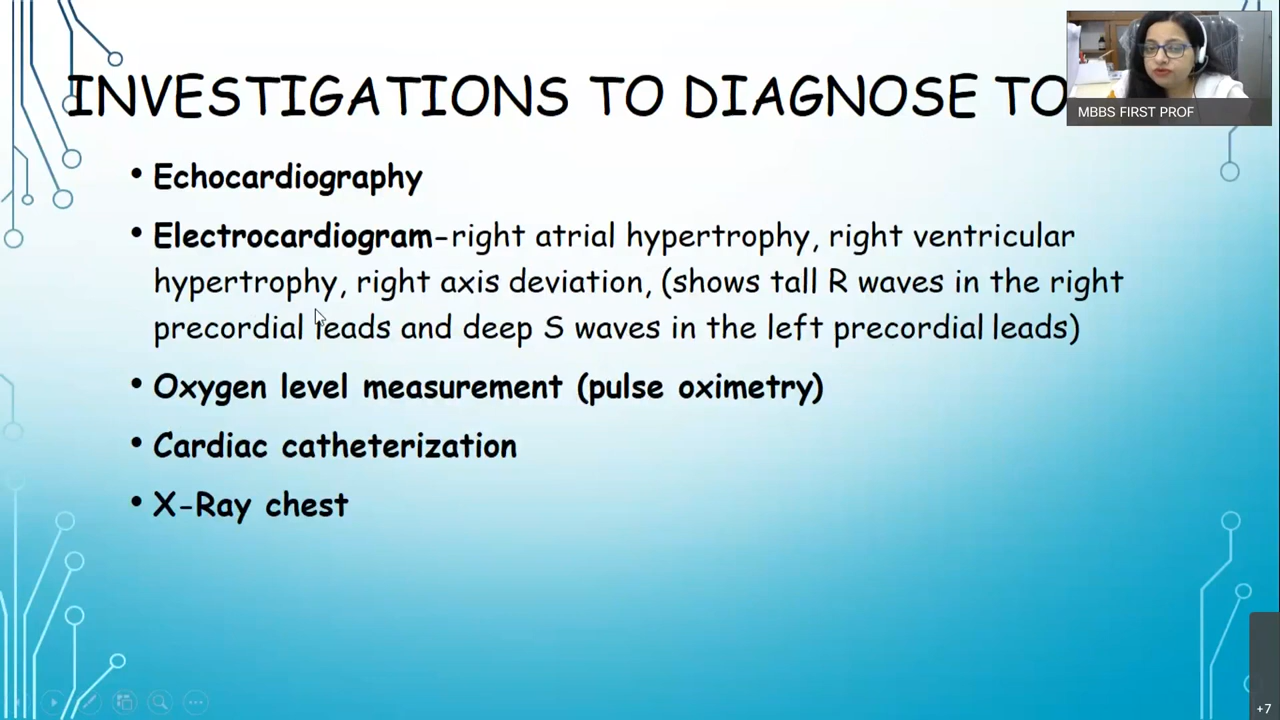 INVESTIGATIONS TO DIAGNOSE TO
MBBS FIRST PROF
• Echocardiography
• Electrocardiogram-right atrial hypertrophy, right ventricular
hypertrophy, right axis deviation, (shows tall R waves in the right
precordial leads and deep S waves in the left precordial leads)
• Oxygen level measurement (pulse oximetry)
• Cardiac catheterization
• X-Ray chest
+7